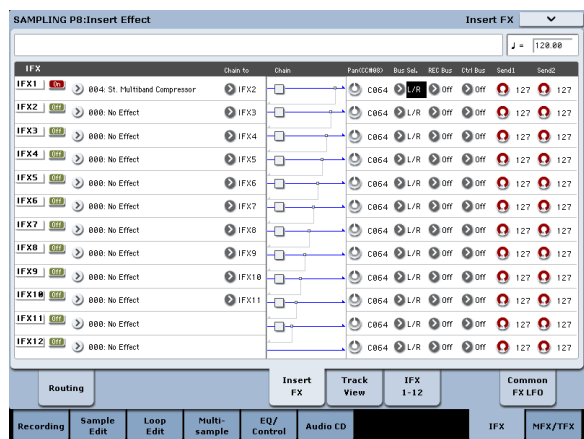 SAMPLING P8:Insert Effect Insert FX
♩= 120.00
IFX Chain to Chain Pan(CC#08) Bus Sel. REC Bus Ctrl Bus Send1 Send2
IFX1 On 004: St. Multiband Compressor IFX2 C064 L/R Off Off 127 127
IFX2 Off 000: No Effect IFX3 C064 L/R Off Off 127 127
IFX3 Off 000: No Effect IFX4 C064 L/R Off Off 127 127
IFX4 Off 000: No Effect IFX5 C064 L/R Off Off 127 127
IFX5 Off 000: No Effect IFX6 C064 L/R Off Off 127 127
IFX6 Off 000: No Effect IFX7 C064 L/R Off Off 127 127
IFX7 Off 000: No Effect IFX8 C064 L/R Off Off 127 127
IFX8 Off 000: No Effect IFX9 C064 L/R Off Off 127 127
IFX9 Off 000: No Effect IFX10 C064 L/R Off Off 127 127
IFX10 Off 000: No Effect IFX11 C064 L/R Off Off 127 127
IFX11 Off 000: No Effect C064 L/R Off Off 127 127
IFX12 Off 000: No Effect C064 L/R Off Off 127 127
Routing Insert FX Track View IFX 1-12 Common FX LFO
Recording Sample Edit Loop Edit Multi-sample EQ/Control Audio CD IFX MFX/TFX